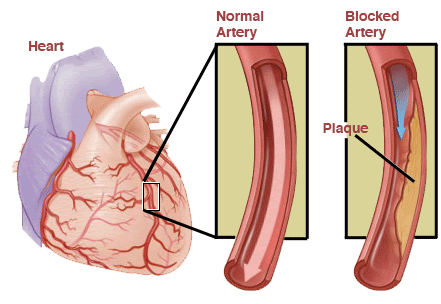 Heart
Normal
Artery
Blocked
Artery
Plaque